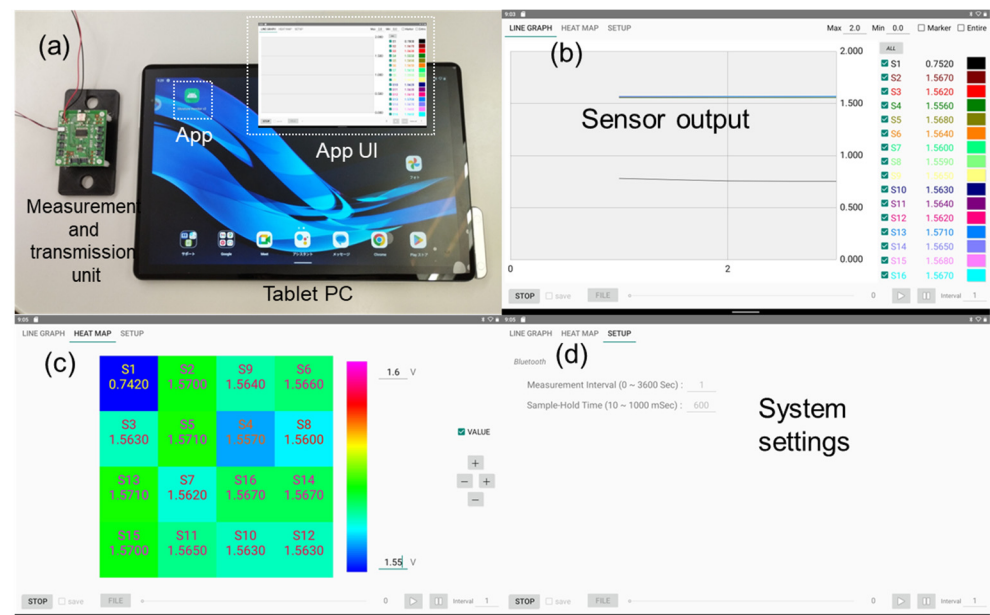 (a)
App
App UI
Measurement
and
transmission
unit
Tablet PC
9:03
LINE GRAPH HEAT MAP SETUP
Max 2.0 Min 0.0 Marker Entire
(b)
Sensor output
2.000
1.500
1.000
0.500
0.000
0 2
ALL
S1 0.7520
S2 1.5670
S3 1.5620
S4 1.5560
S5 1.5680
S6 1.5640
S7 1.5600
S8 1.5590
S10 1.5630
S11 1.5640
S12 1.5620
S13 1.5710
S14 1.5650
S15 1.5680
S16 1.5670
STOP save FILE 0 Interval 1
9:05
LINE GRAPH HEAT MAP SETUP
(c)
S1 S2 S9 S6
0.7420 1.5700 1.5640 1.5660
S3 S5 S4 S8
1.5630 1.5710 1.5570 1.5600
S13 S7 S16 S14
1.5710 1.5620 1.5670 1.5670
S15 S11 S10 S12
1.5700 1.5650 1.5630 1.5630
1.6 V
VALUE
+
− +
−
1.55 V
STOP save FILE 0 Interval 1
9:05
LINE GRAPH HEAT MAP SETUP
(d)
Bluetooth
Measurement Interval (0 ~ 3600 Sec) : 1
Sample-Hold Time (10 ~ 1000 mSec) : 600
System
settings
STOP save FILE 0 Interval 1